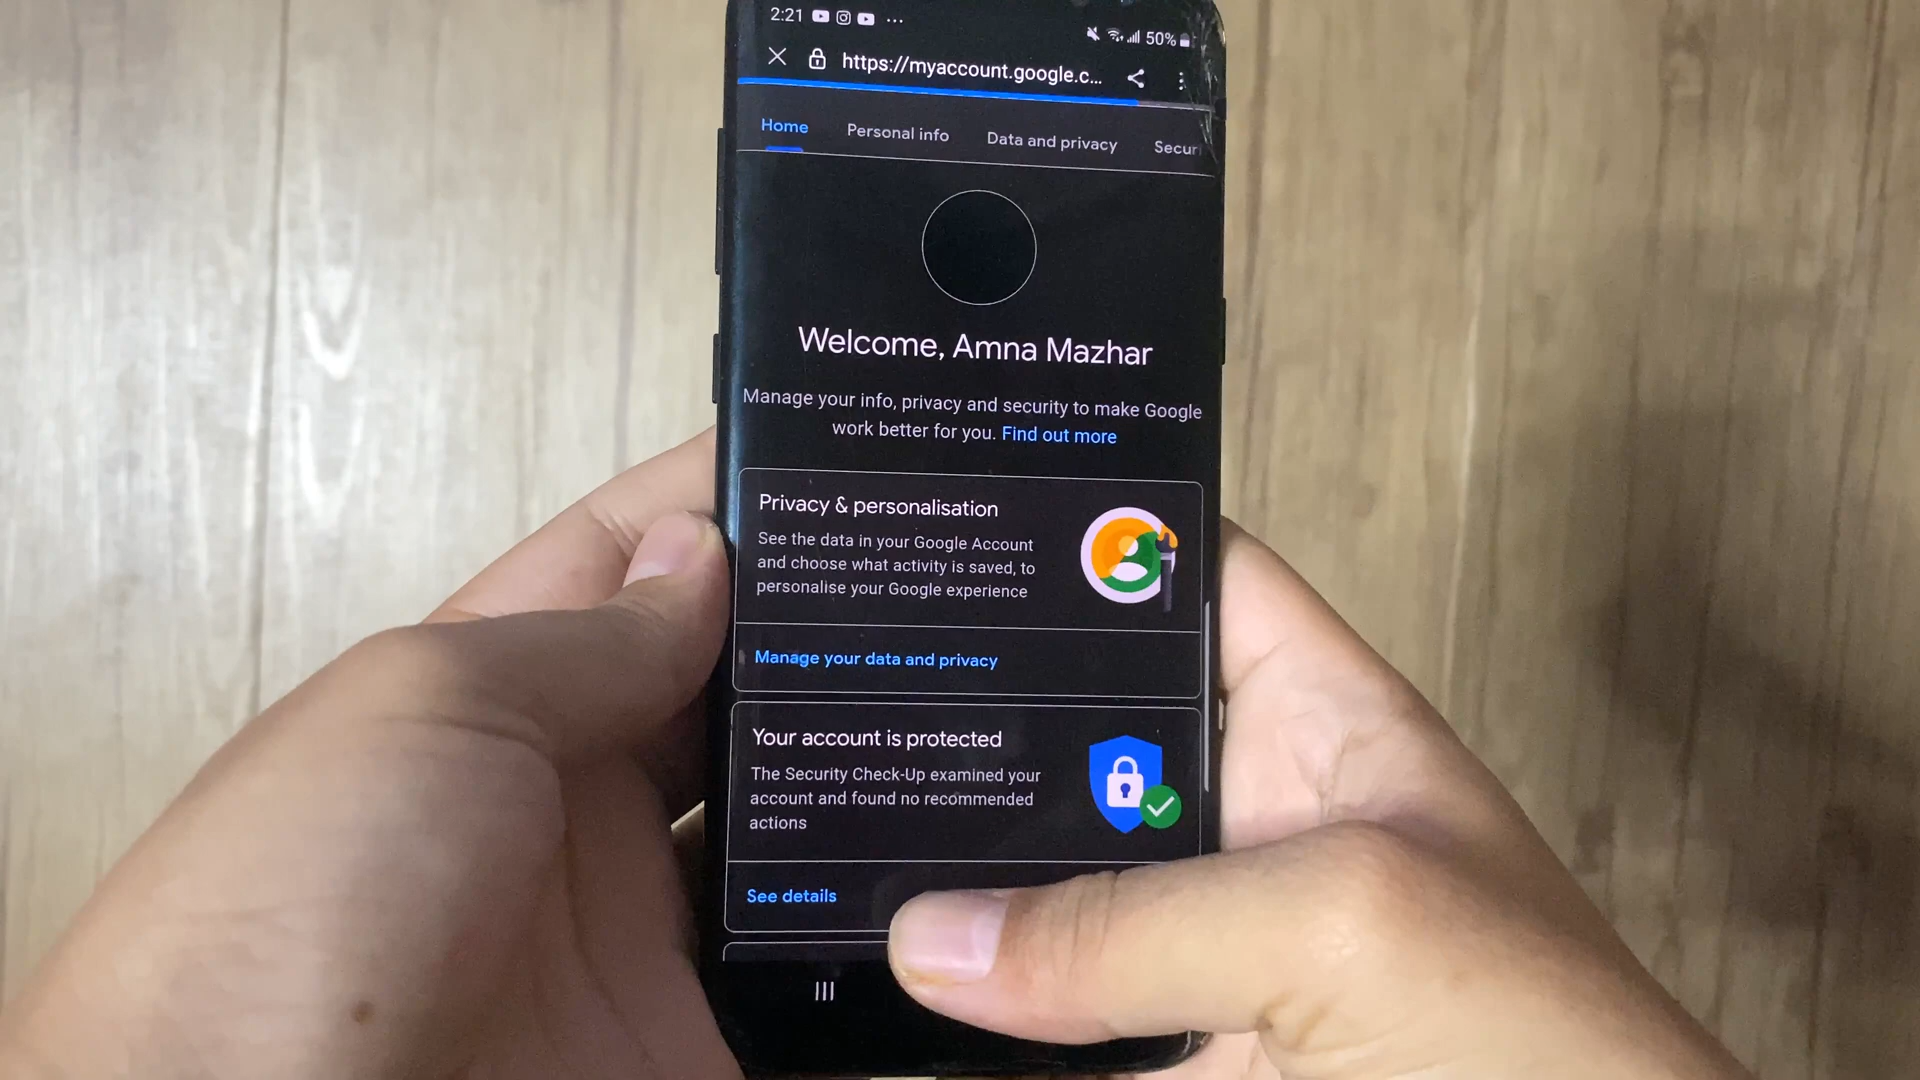 2:21
50%
https://myaccount.google.c...
Home Personal info Data and privacy Securi
Welcome, Amna Mazhar
Manage your info, privacy and security to make Google
work better for you. Find out more
Privacy & personalisation
See the data in your Google Account
and choose what activity is saved, to
personalise your Google experience
Manage your data and privacy
Your account is protected
The Security Check-Up examined your
account and found no recommended
actions
See details